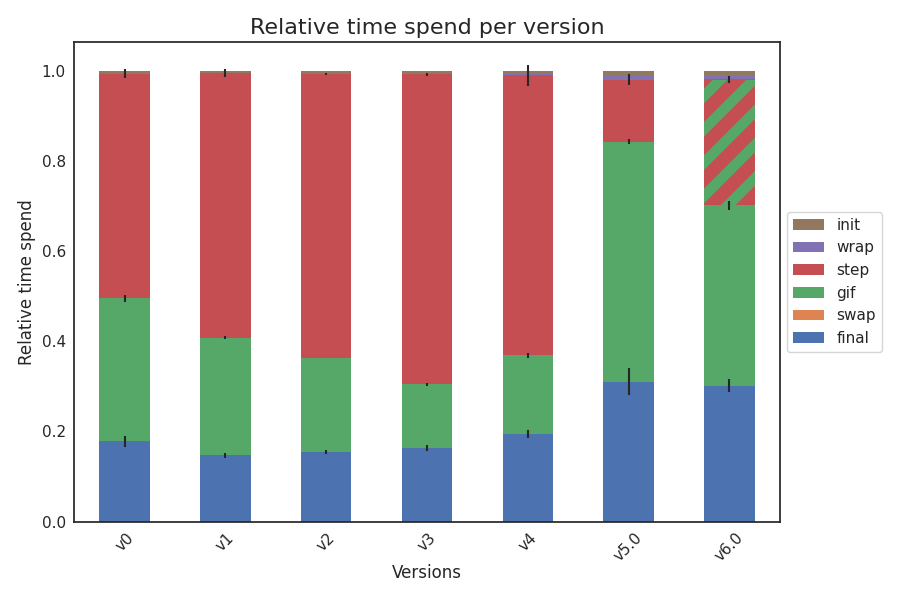 Relative time spend per version
Relative time spend
1.0
0.8
0.6
0.4
0.2
0.0
v0
v1
v2
v3
v4
v5.0
v6.0
Versions
init
wrap
step
gif
swap
final